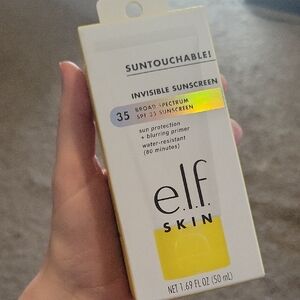 SUNTOUCHABLE!
INVISIBLE SUNSCREEN
35
BROAD SPECTRUM
SPF 35 SUNSCREEN
sun protection
+ blurring primer
water-resistant
(80 minutes)
e.l.f.
SKIN
NET 1.69 FL OZ (50 mL)